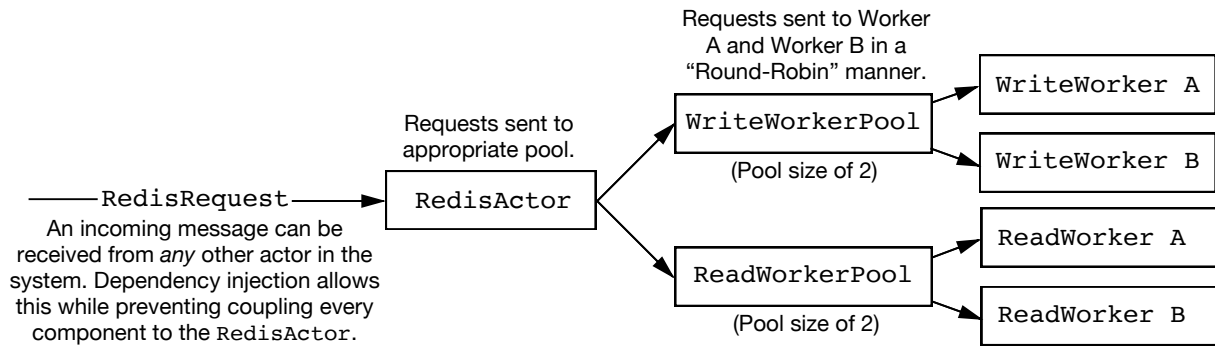 Requests sent to Worker
A and Worker B in a
“Round-Robin” manner.
WriteWorker A
WriteWorkerPool
WriteWorker B
(Pool size of 2)
Requests sent to
appropriate pool.
RedisRequest
RedisActor
An incoming message can be
received from any other actor in the
system. Dependency injection allows
this while preventing coupling every
component to the RedisActor.
ReadWorker A
ReadWorkerPool
ReadWorker B
(Pool size of 2)